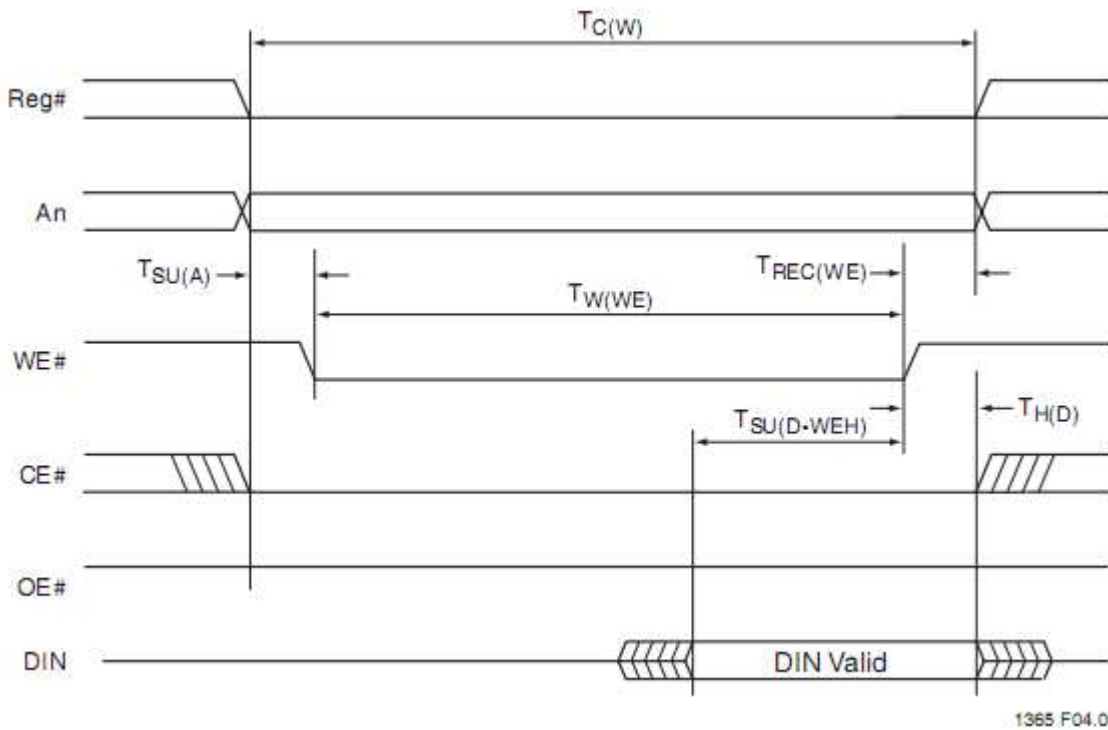 TC(W)
Reg#
An
TSU(A)
TREC(WE)
TW(WE)
WE#
TSU(D-WEH)
TH(D)
CE#
OE#
DIN
DIN Valid
1365 F04.0